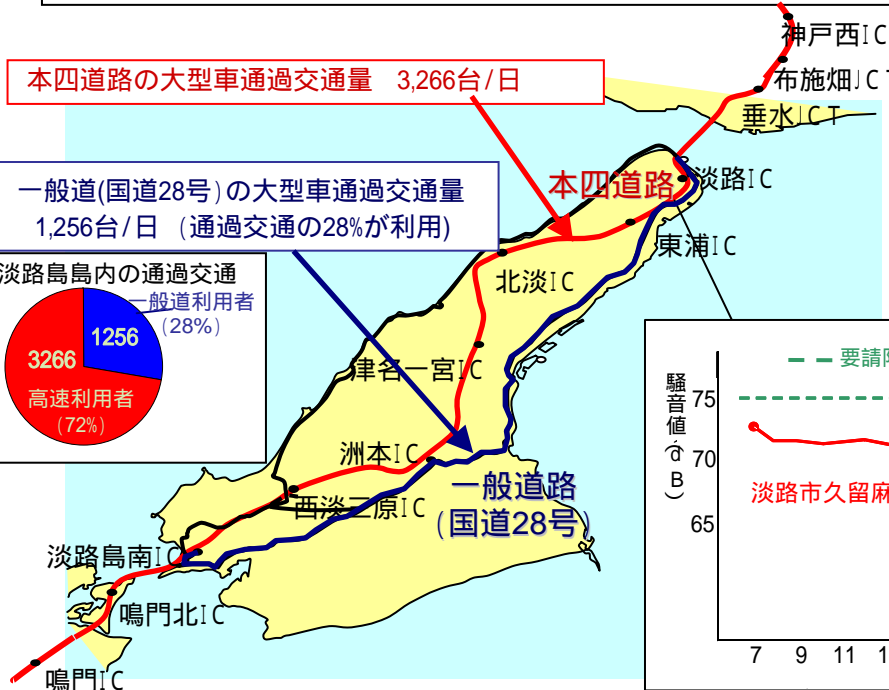 神戸西IC
本四道路の大型車通過交通量 3,266台/日
布施畑JCT
垂水JCT
一般道(国道28号)の大型車通過交通量
1,256台/日 (通過交通の28%が利用)
本四道路
淡路IC
東浦IC
淡路島島内の通過交通
一般道利用者
(28%)
1256
3266
高速利用者
(72%)
北淡IC
津名一宮IC
洲本IC
西淡三原IC
一般道路
(国道28号)
淡路島南IC
鳴門北IC
鳴門IC
要請限
騒音値(dB)
75
70
65
淡路市久留麻
7 9 11 1